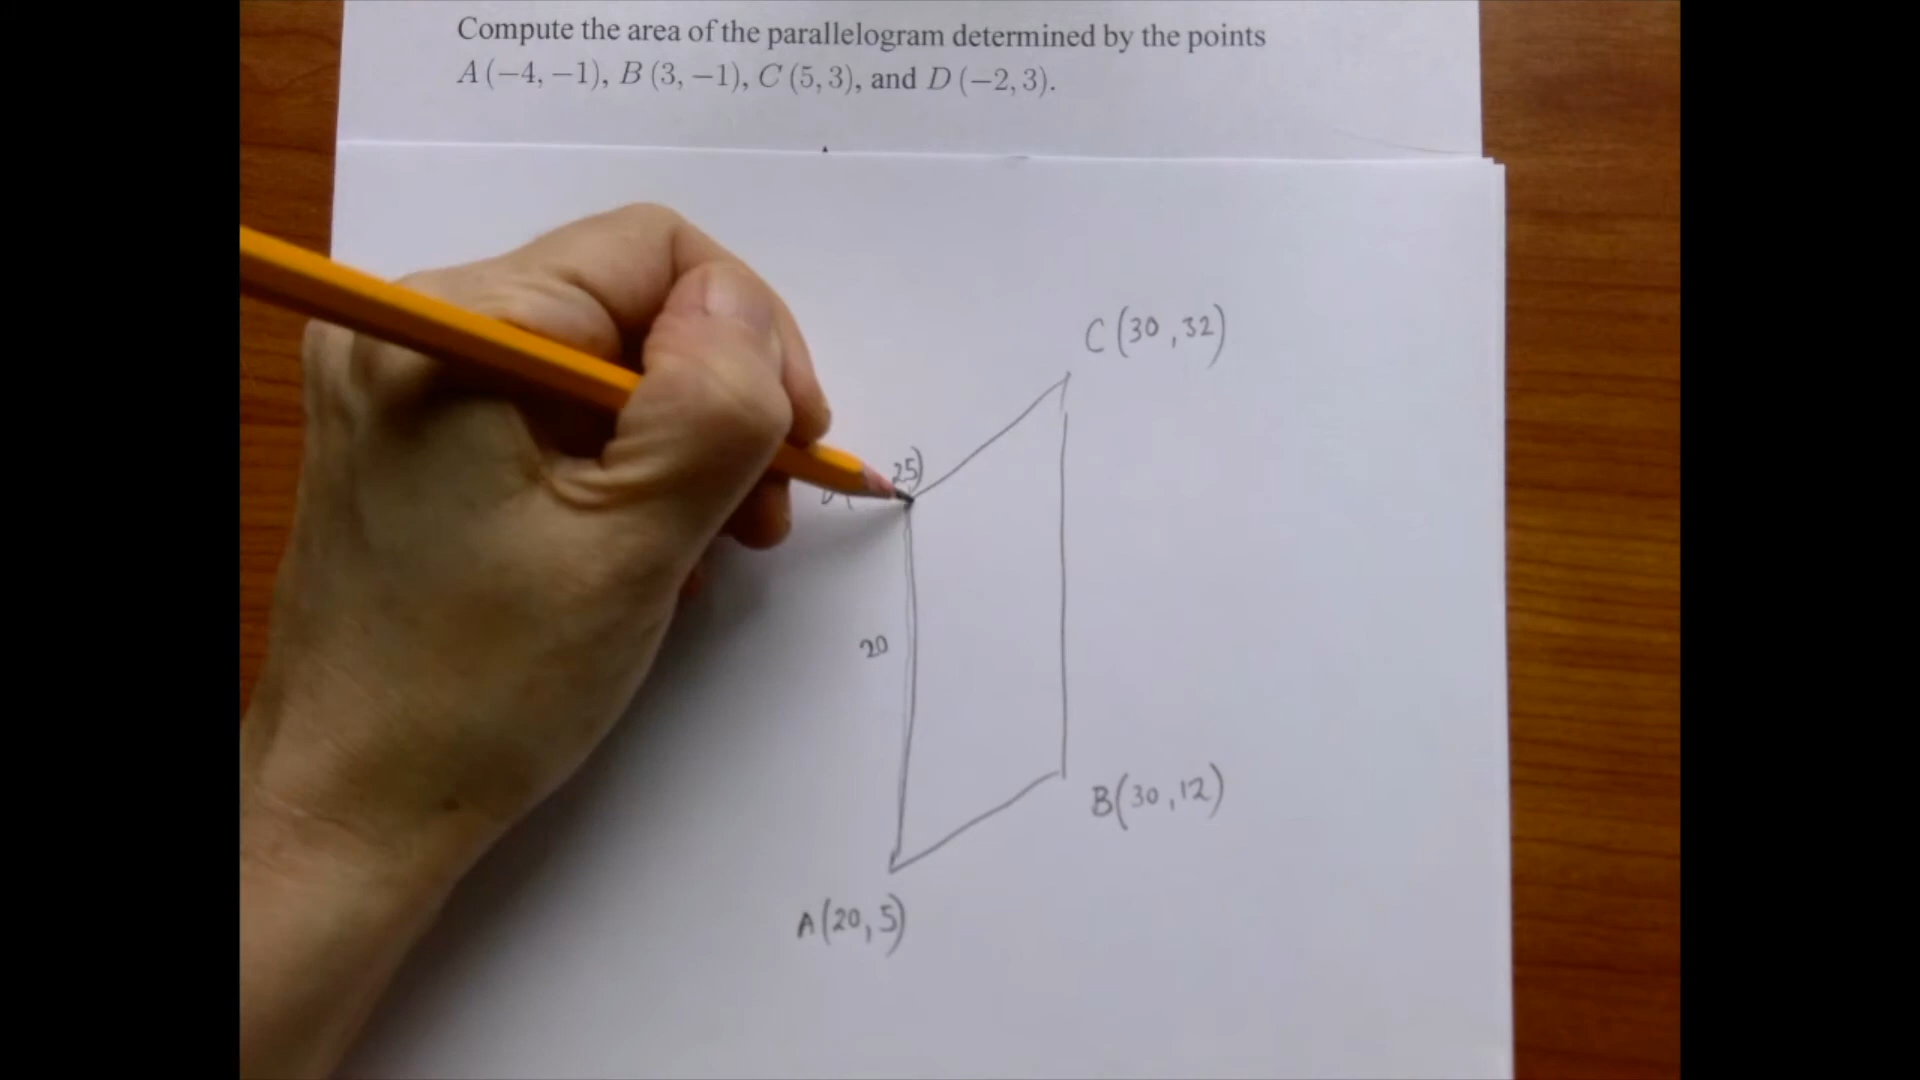 Compute the area of the parallelogram determined by the points
A (−4, −1), B (3, −1), C (5, 3), and D (−2, 3).
C (30, 32)
25)
20
B(30, 12)
A(20, 5)